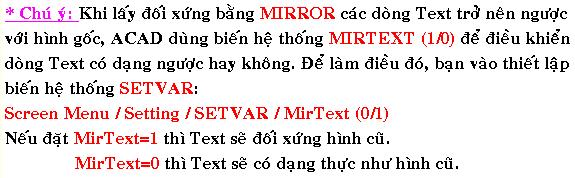 * Chú ý: Khi lấy đối xứng bằng MIRROR các dòng Text trở nên ngược
với hình gốc, ACAD dùng biến hệ thống MIRTEXT (1/0) để điều khiển
dòng Text có dạng ngược hay không. Để làm điều đó, bạn vào thiết lập
biến hệ thống SETVAR:
Screen Menu / Setting / SETVAR / MirText (0/1)
Nếu đặt MirText=1 thì Text sẽ đối xứng hình cũ.
MirText=0 thì Text sẽ có dạng thực như hình cũ.